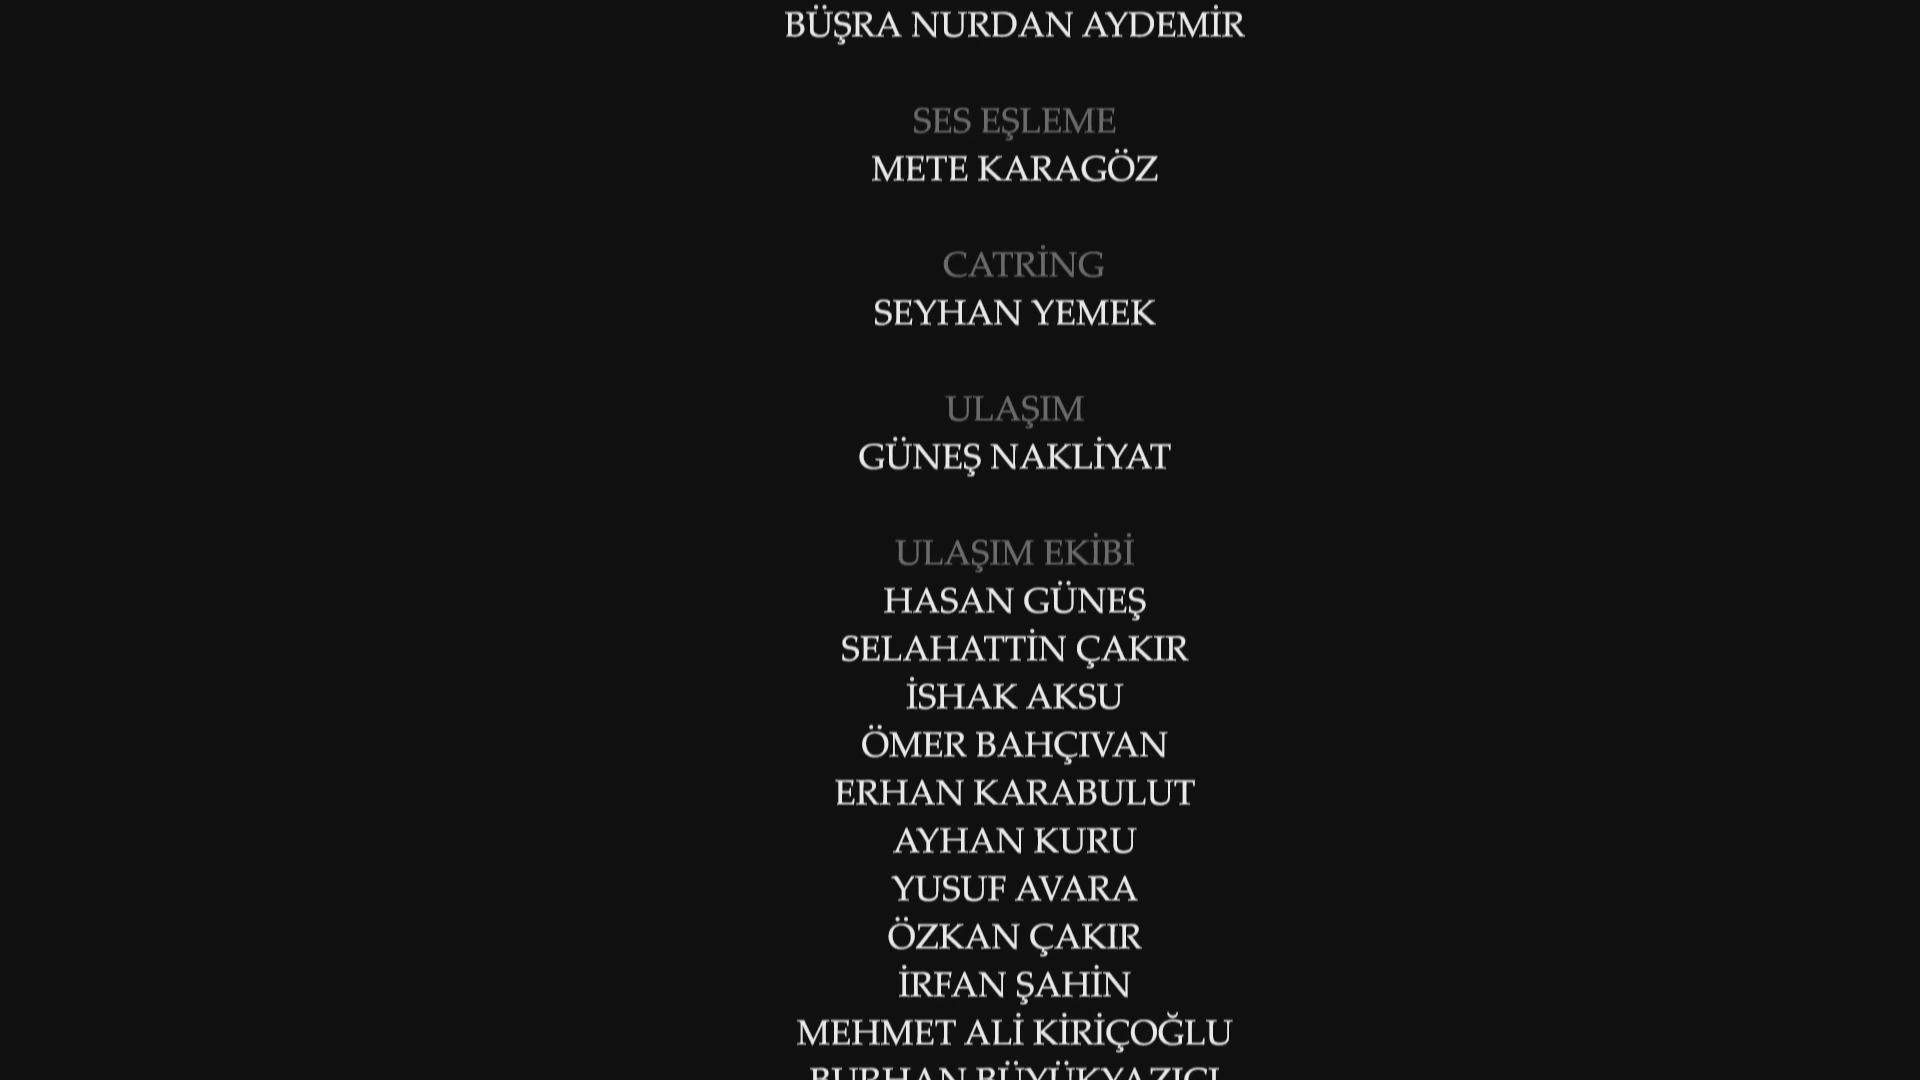 BÜŞRA NURDAN AYDEMİR
SES EŞLEME
METE KARAGÖZ
CATRİNG
SEYHAN YEMEK
ULAŞIM
GÜNEŞ NAKLİYAT
ULAŞIM EKİBİ
HASAN GÜNEŞ
SELAHATTİN ÇAKIR
İSHAK AKSU
ÖMER BAHÇIVAN
ERHAN KARABULUT
AYHAN KURU
YUSUF AVARA
ÖZKAN ÇAKIR
İRFAN ŞAHİN
MEHMET ALİ KİRİÇOĞLU
BURHAN BÜYÜKYAZICI